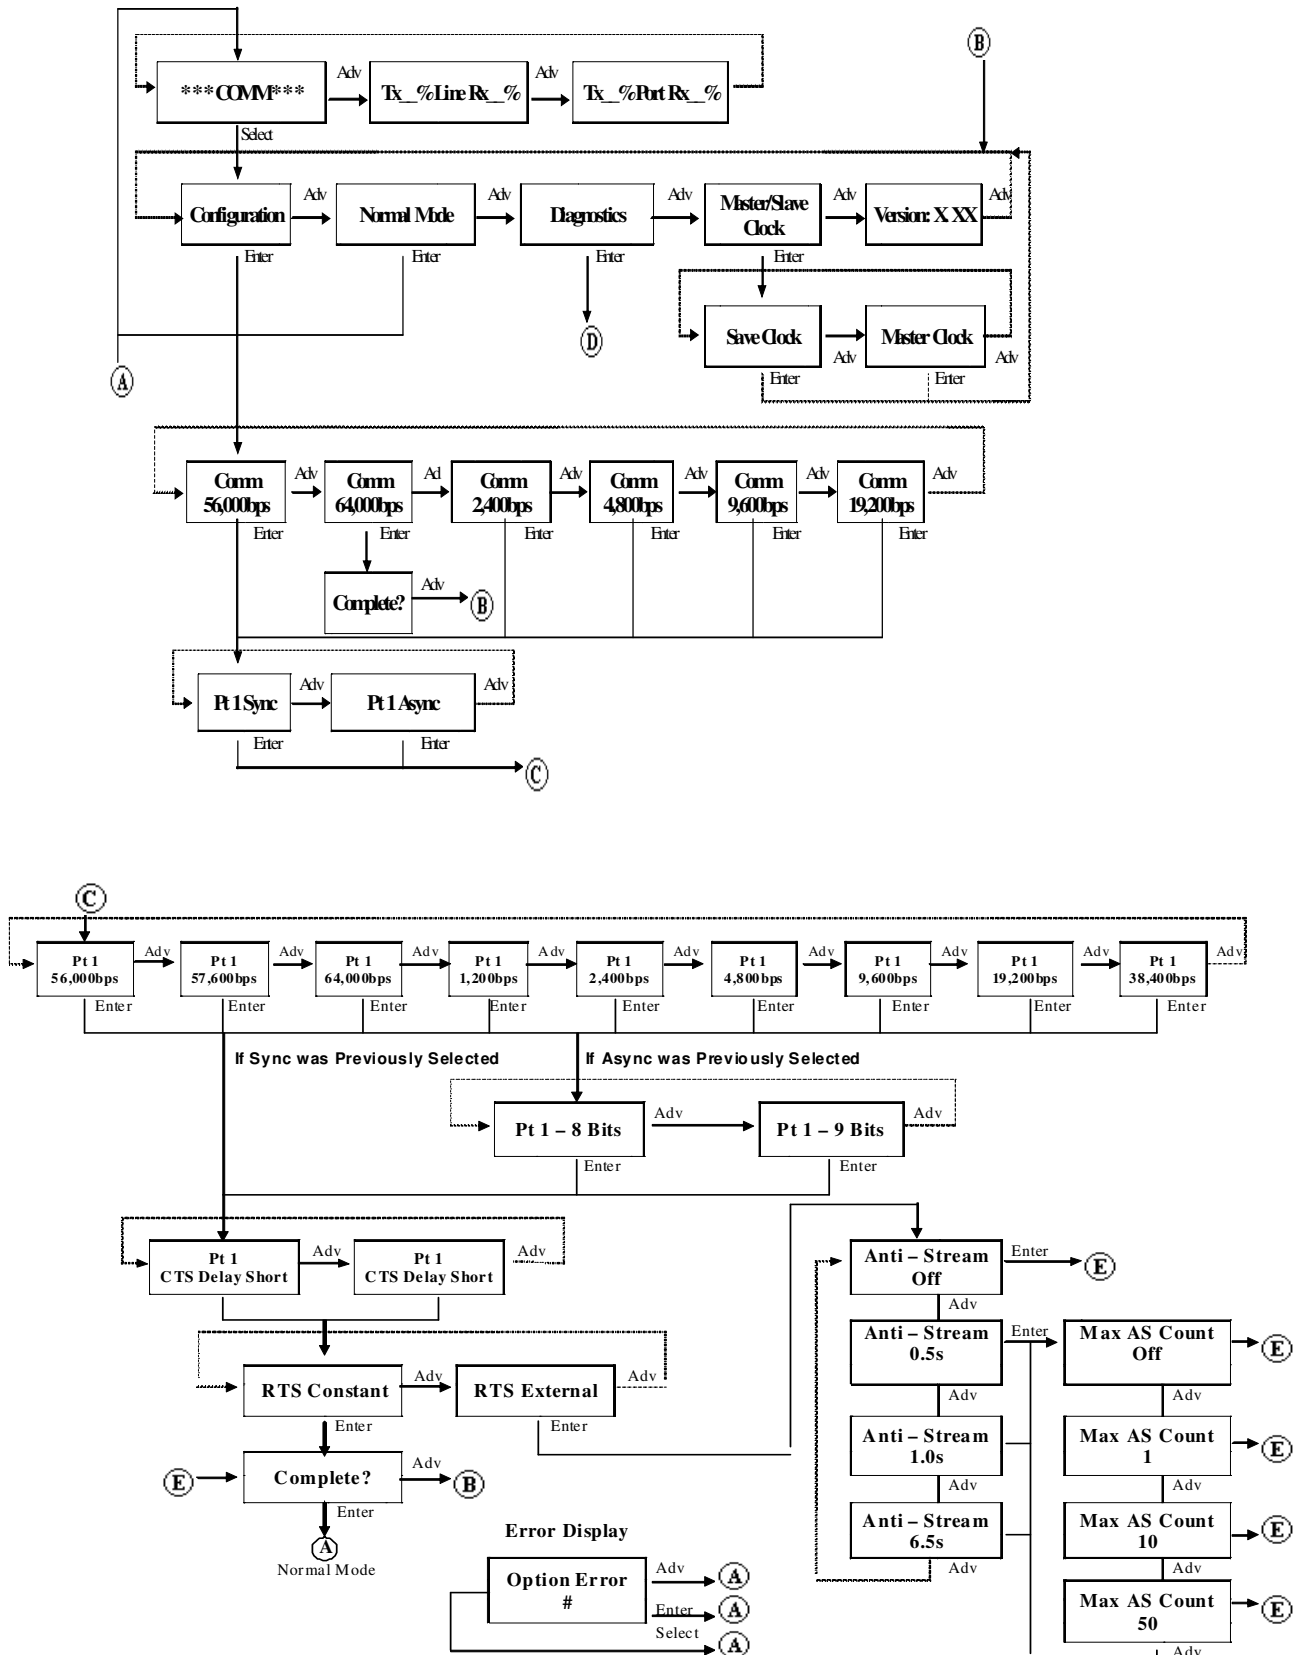 B
***COMM***
Adv
Tx__%Line Rx__%
Adv
Tx__%Port Rx__%
Select
Configuration
Adv
Normal Mode
Adv
Diagnostics
Adv
Master/Slave
Clock
Adv
Version: X XX
Adv
Enter
Enter
Enter
Enter
Save Clock
Adv
Master Clock
Adv
Enter
Enter
D
A
Comm
56,000bps
Adv
Comm
64,000bps
Ad
Comm
2,400bps
Adv
Comm
4,800bps
Adv
Comm
9,600bps
Adv
Comm
19,200bps
Adv
Enter
Enter
Enter
Enter
Enter
Enter
Complete?
Adv
B
Pt 1 Sync
Adv
Pt 1 Async
Adv
Enter
Enter
C
C
Pt 1
56,000bps
Adv
Pt 1
57,600bps
Adv
Pt 1
64,000bps
Adv
Pt 1
1,200bps
Adv
Pt 1
2,400bps
Adv
Pt 1
4,800bps
Adv
Pt 1
9,600bps
Adv
Pt 1
19,200bps
Adv
Pt 1
38,400bps
Adv
Enter
Enter
Enter
Enter
Enter
Enter
Enter
Enter
Enter
If Sync was Previously Selected
If Async was Previously Selected
Pt 1 – 8 Bits
Adv
Pt 1 – 9 Bits
Adv
Enter
Enter
Pt 1
CTS Delay Short
Adv
Pt 1
CTS Delay Short
Adv
RTS Constant
Adv
RTS External
Adv
Enter
Enter
E
Complete?
Adv
B
Enter
A
Normal Mode
Anti – Stream
Off
Enter
E
Adv
Anti – Stream
0.5s
Enter
Max AS Count
Off
E
Adv
Adv
Anti – Stream
1.0s
Max AS Count
1
E
Adv
Adv
Anti – Stream
6.5s
Max AS Count
10
E
Adv
Adv
Max AS Count
50
E
Adv
Error Display
Option Error
#
Adv
A
Enter
A
Select
A